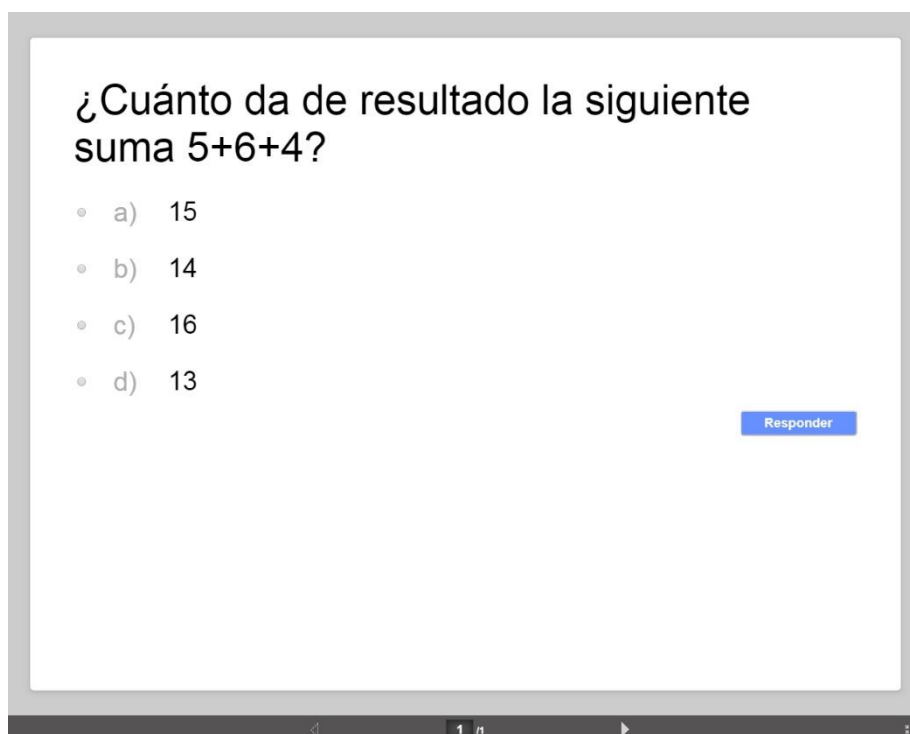 ¿Cuánto da de resultado la siguiente
suma 5+6+4?
a) 15
b) 14
c) 16
d) 13
Responder
1 /1